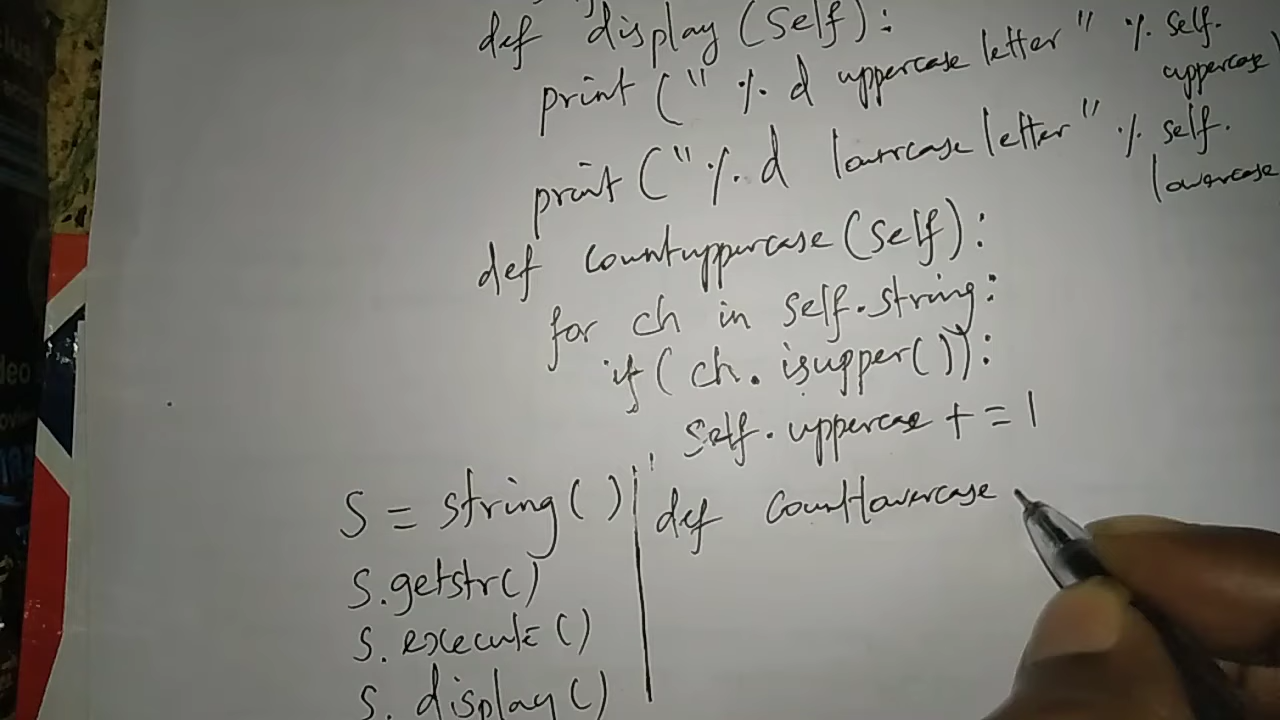 def display (Self):
print (" %. d uppercase letter" %. self.
uppercase)
print (" %. d lowercase letter" %. self.
lowercase
def countuppercase (Self):
for ch in self.string:
if (ch. isupper()):
self. uppercase + = 1
def countlowercase
S = string()
S.getstr()
S. execute()
S. display()